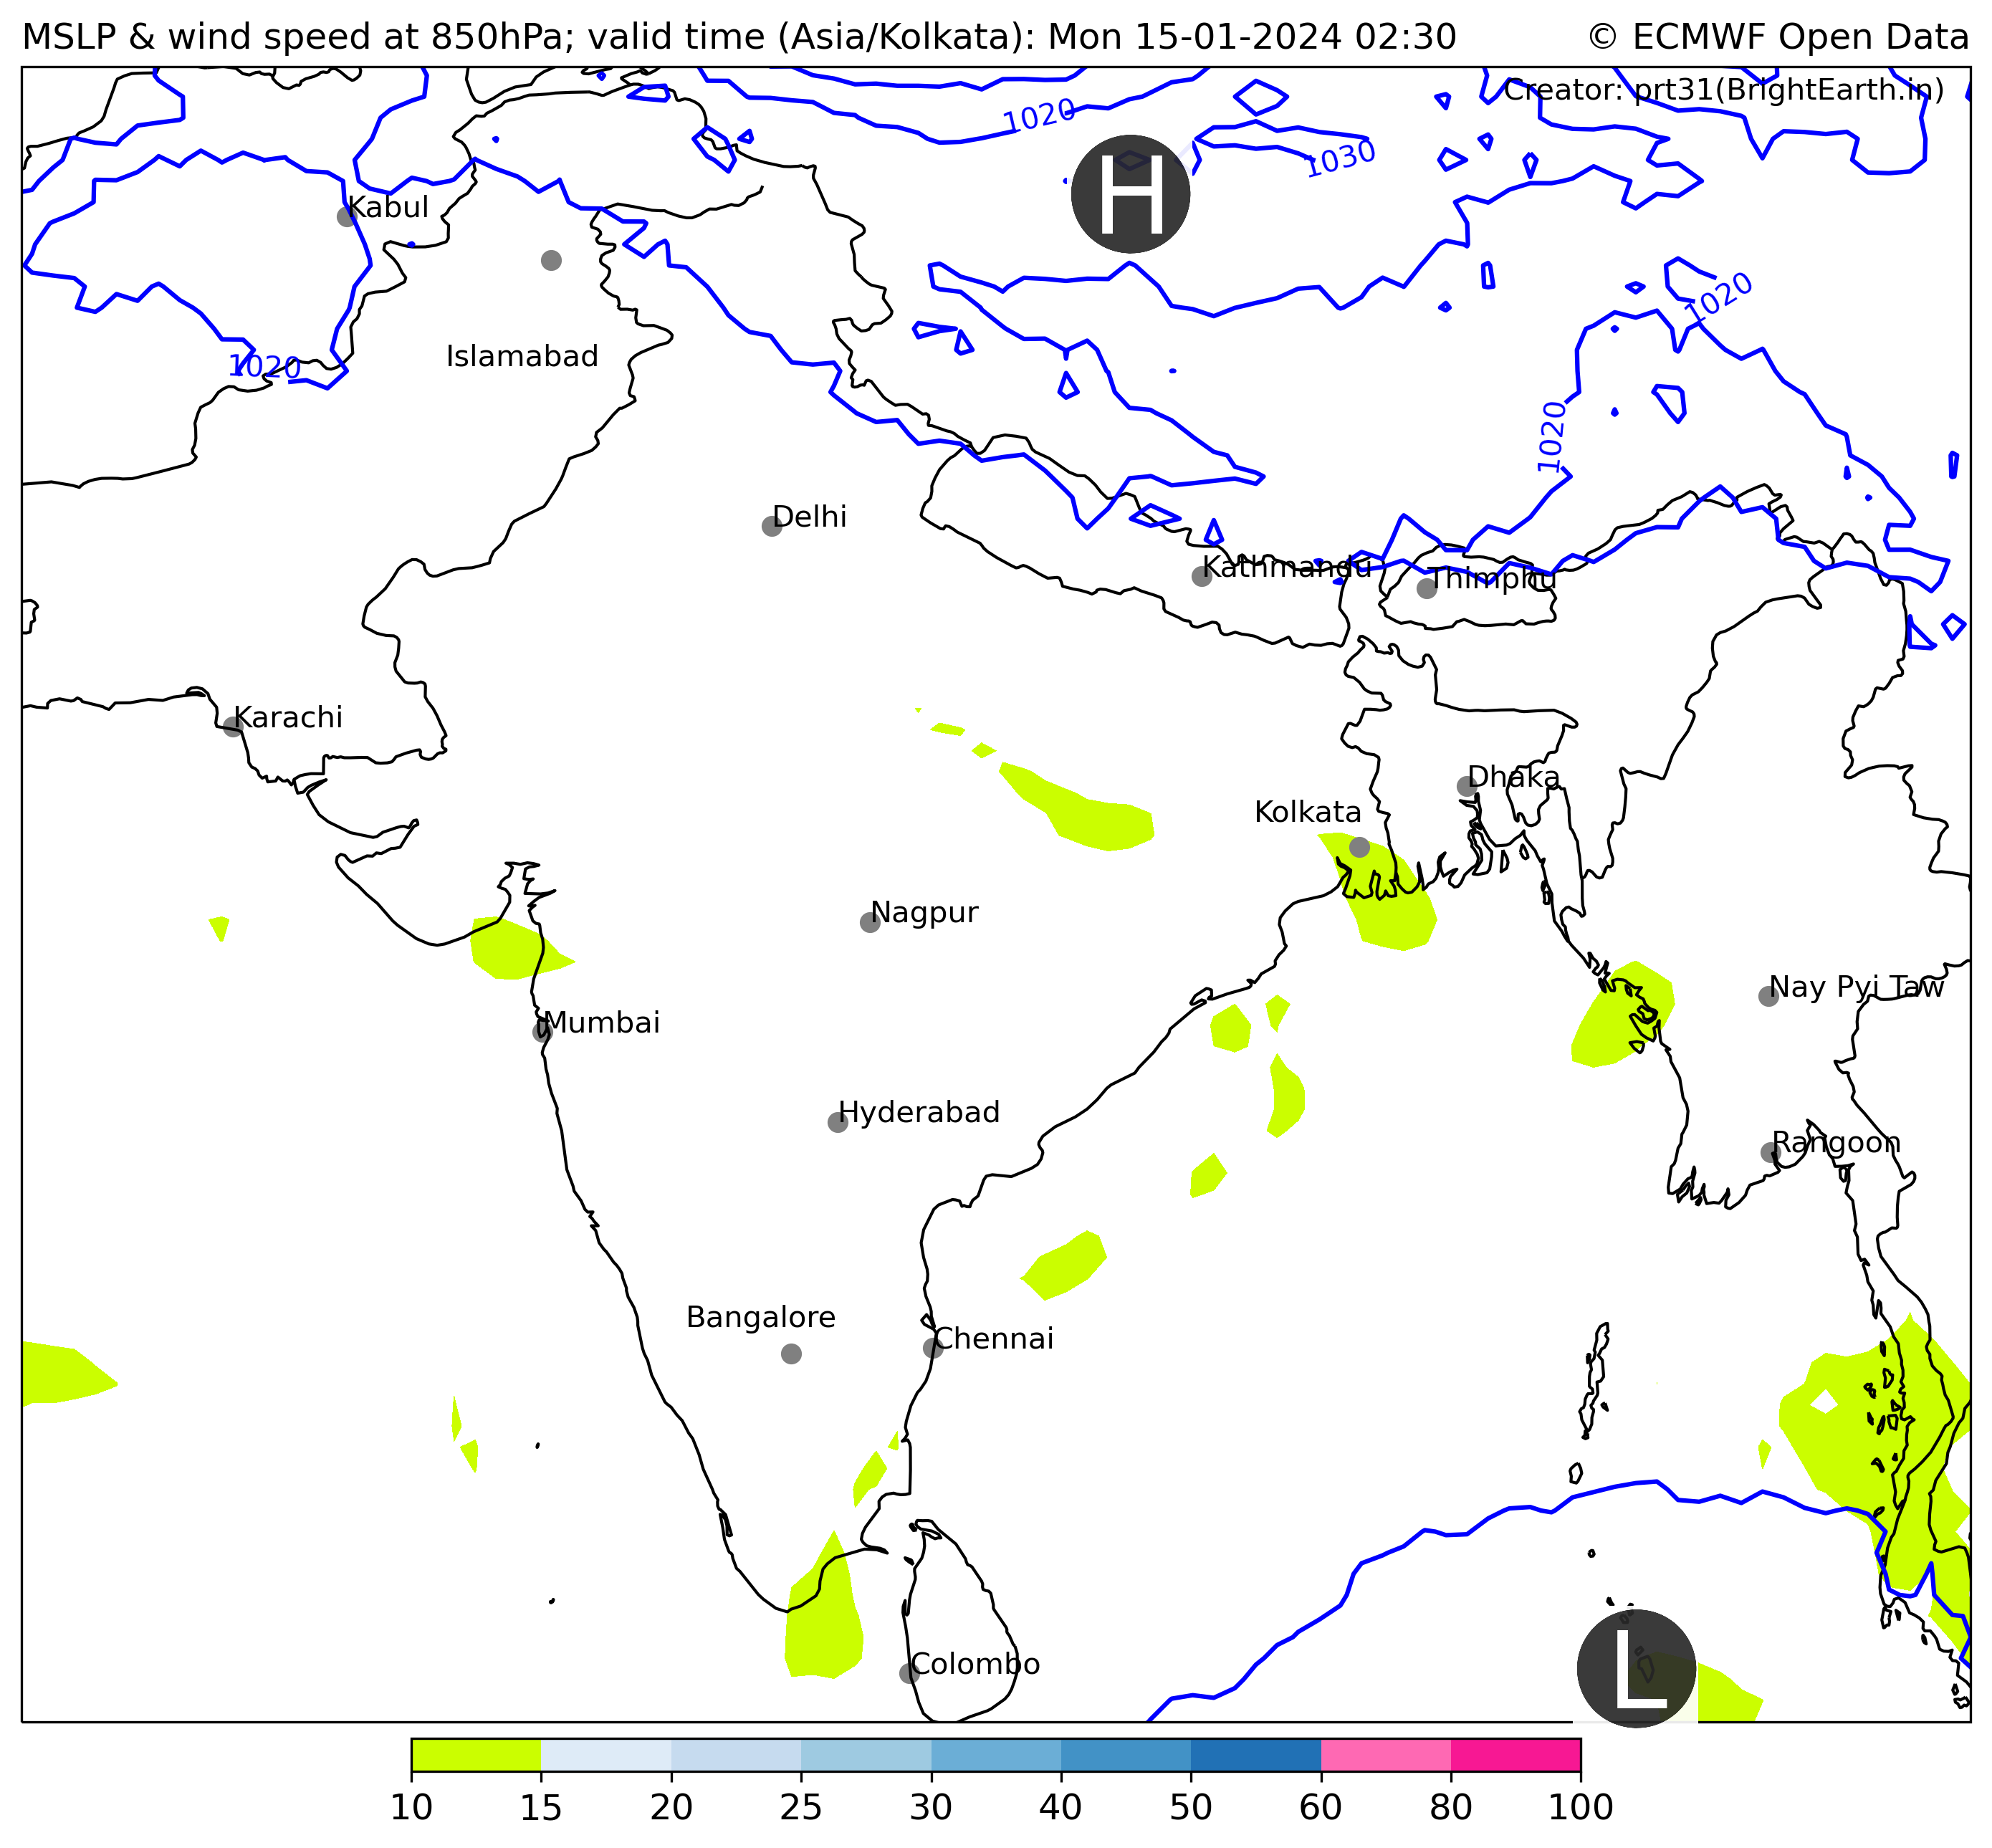 MSLP & wind speed at 850hPa; valid time (Asia/Kolkata): Mon 15-01-2024 02:30
© ECMWF Open Data
Creator: prt31(BrightEarth.in)
1020
1030
H
Kabul
1020
1020
Islamabad
1020
Delhi
Kathmandu
Thimphu
Karachi
Dhaka
Kolkata
Nagpur
Nay Pyi Taw
Mumbai
Hyderabad
Rangoon
Bangalore
Chennai
Colombo
L
10 15 20 25 30 40 50 60 80 100